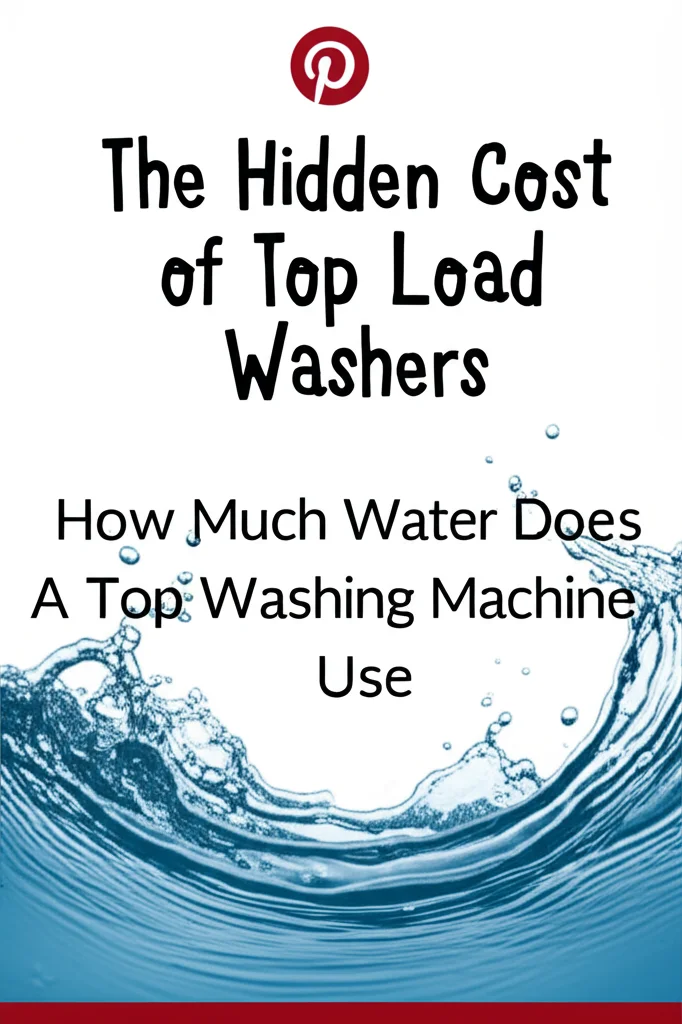 The Hidden Cost
of Top Load
Washers
How Much Water Does
A Top Washing Machine
Use